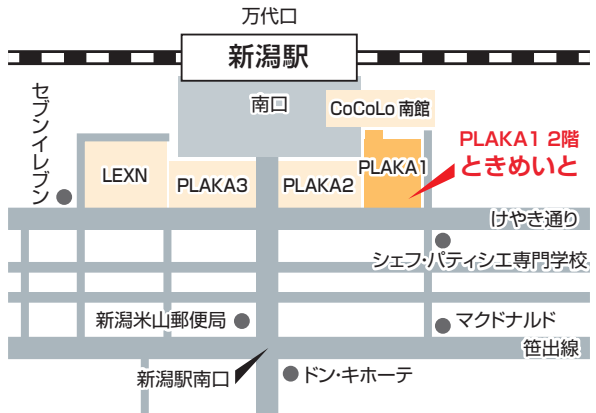 万代口
新潟駅
南口
CoCoLo 南館
セブンイレブン
LEXN
PLAKA3
PLAKA2
PLAKA1
PLAKA1 2階
ときめいと
けやき通り
シェフ・パティシエ専門学校
新潟米山郵便局
マクドナルド
笹出線
新潟駅南口
ドン・キホーテ